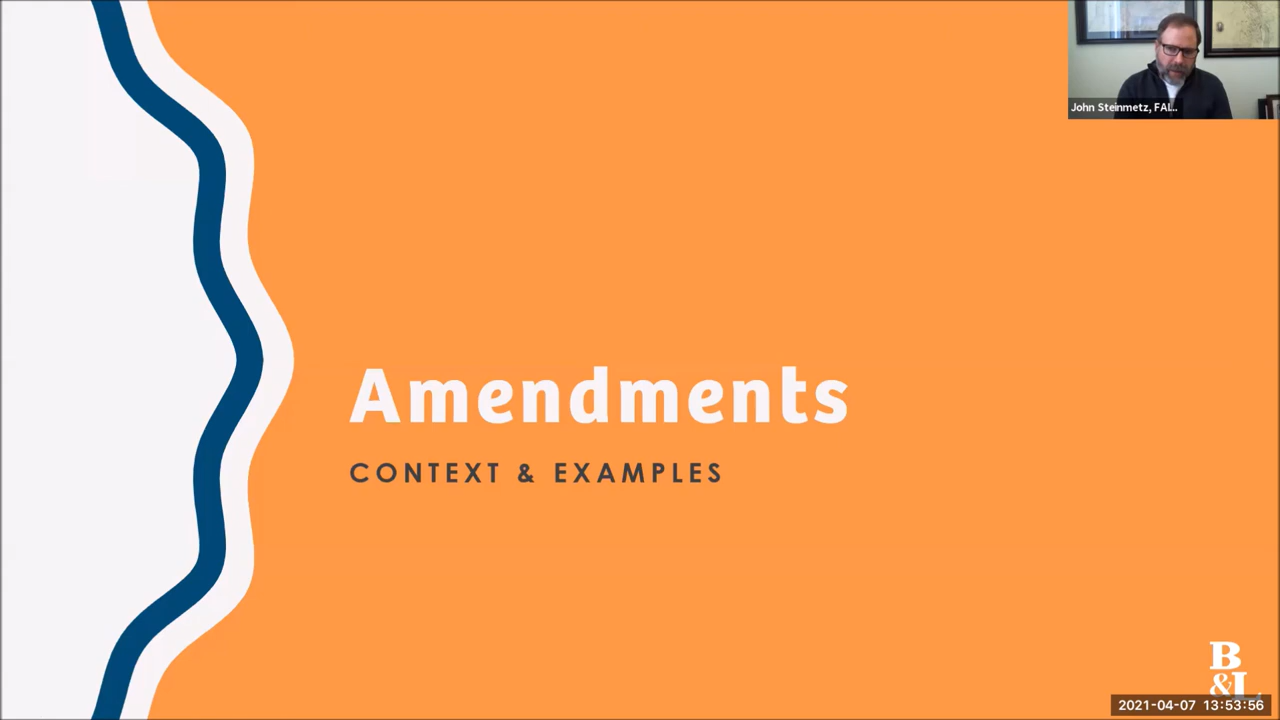 John Steinmetz, FAI...
Amendments
CONTEXT & EXAMPLES
B
&L
2021-04-07 13:53:56